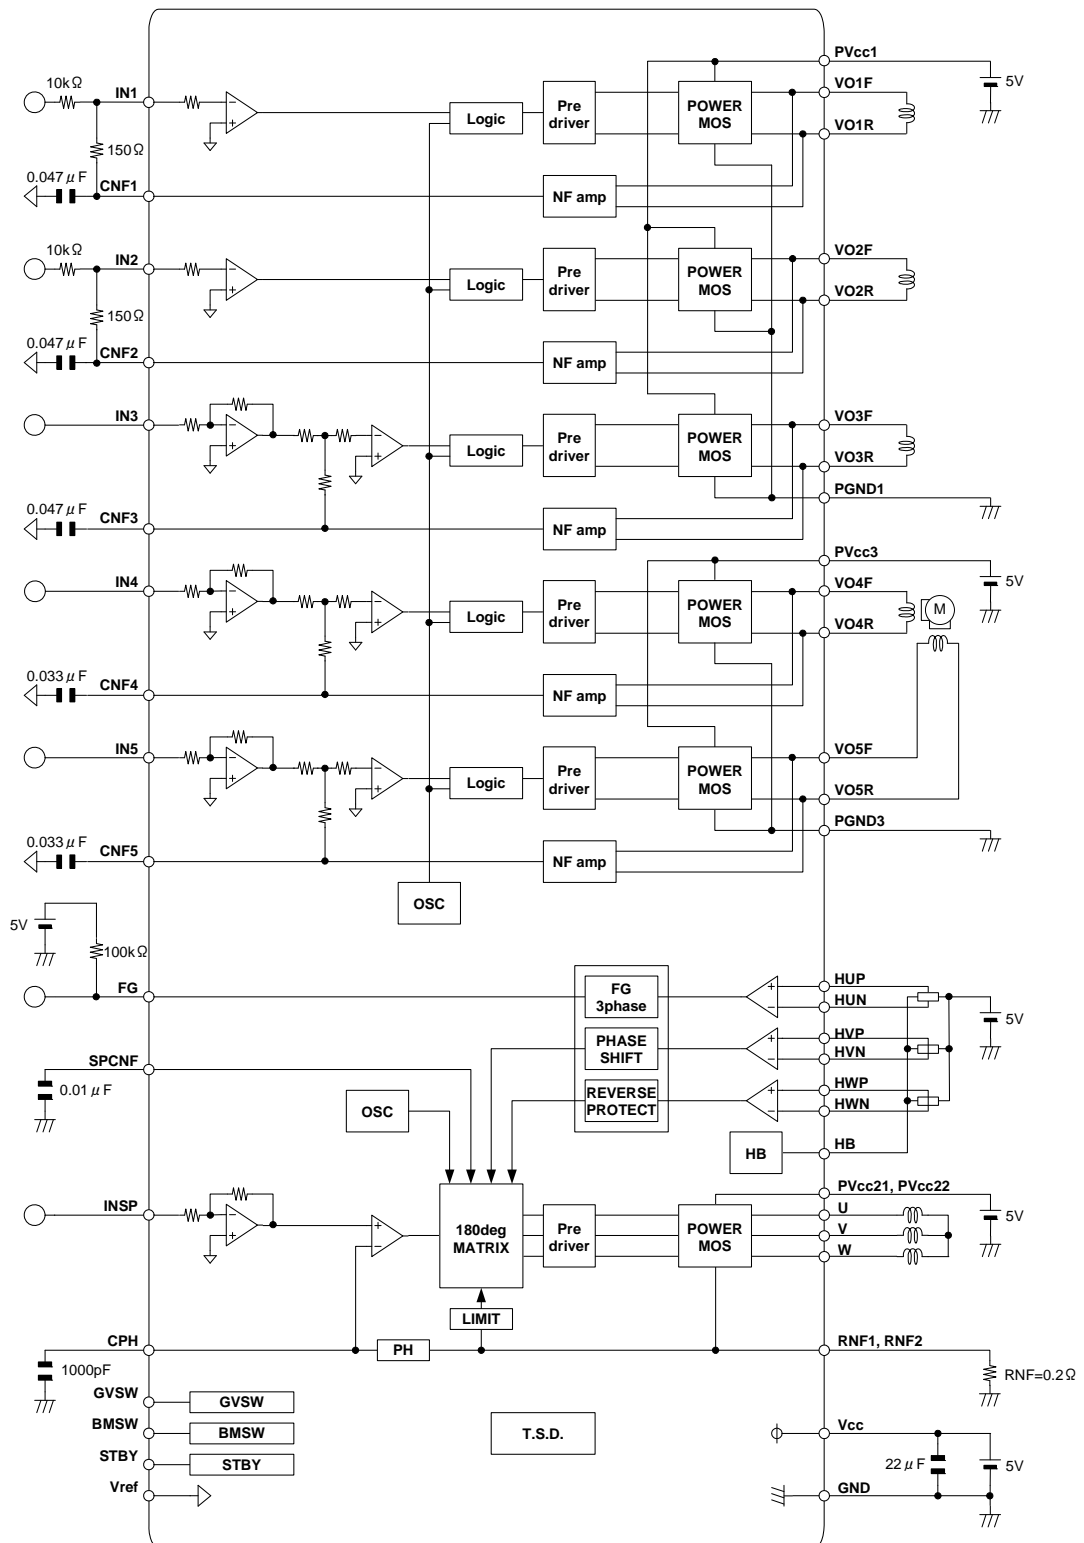 PVcc1
10kΩ
IN1
5V
VO1F
Logic
Pre
driver
POWER
MOS
VO1R
150Ω
0.047μF
CNF1
NF amp
10kΩ
IN2
VO2F
Logic
Pre
driver
POWER
MOS
VO2R
150Ω
0.047μF
CNF2
NF amp
IN3
VO3F
Logic
Pre
driver
POWER
MOS
VO3R
PGND1
0.047μF
CNF3
NF amp
PVcc3
5V
IN4
VO4F
M
Logic
Pre
driver
POWER
MOS
VO4R
0.033μF
CNF4
NF amp
IN5
VO5F
Logic
Pre
driver
POWER
MOS
VO5R
PGND3
0.033μF
CNF5
NF amp
OSC
5V
100kΩ
FG
FG
3phase
HUP
HUN
5V
PHASE
SHIFT
HVP
HVN
SPCNF
0.01μF
REVERSE
PROTECT
HWP
HWN
OSC
HB
HB
PVcc21, PVcc22
INSP
180deg
MATRIX
Pre
driver
POWER
MOS
U
V
W
5V
LIMIT
CPH
PH
RNF1, RNF2
1000pF
RNF=0.2Ω
GVSW
GVSW
BMSW
BMSW
T.S.D.
Vcc
STBY
STBY
22μF
5V
Vref
GND